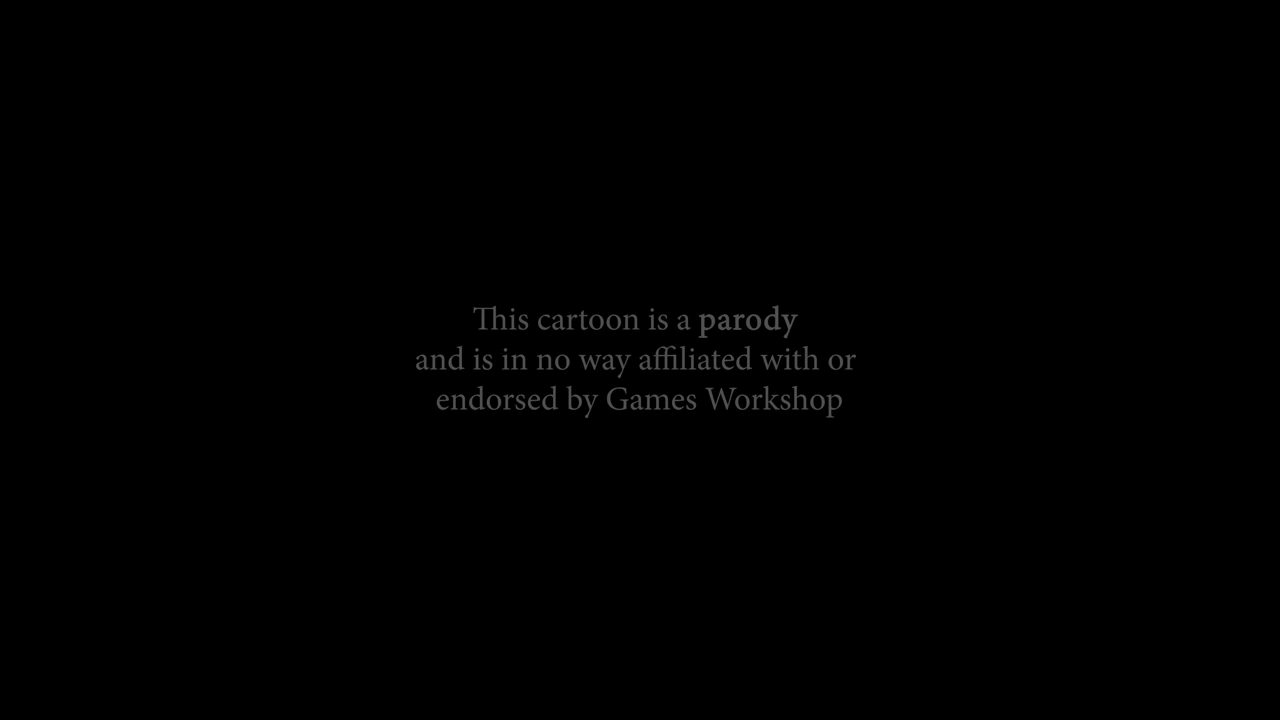 This cartoon is a parody
and is in no way affiliated with or
endorsed by Games Workshop